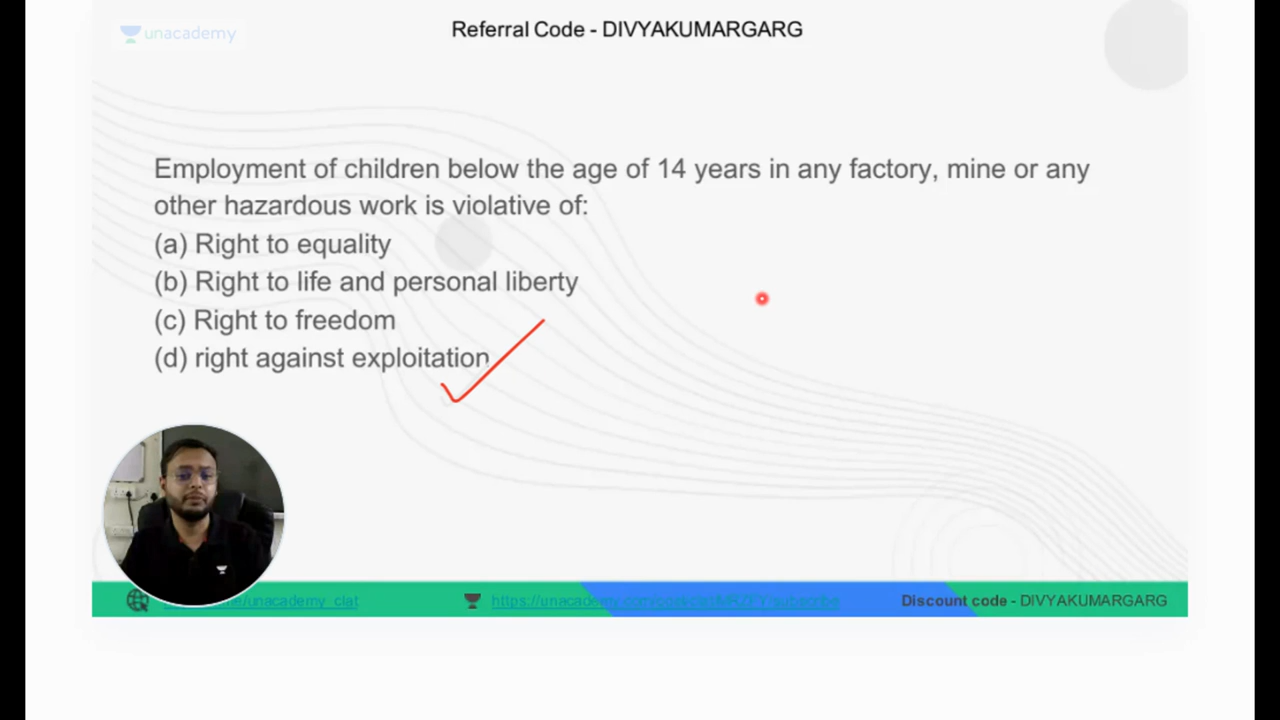 unacademy
Referral Code - DIVYAKUMARGARG
Employment of children below the age of 14 years in any factory, mine or any
other hazardous work is violative of:
(a) Right to equality
(b) Right to life and personal liberty
(c) Right to freedom
(d) right against exploitation
/unacademy_clat
Discount code - DIVYAKUMARGARG